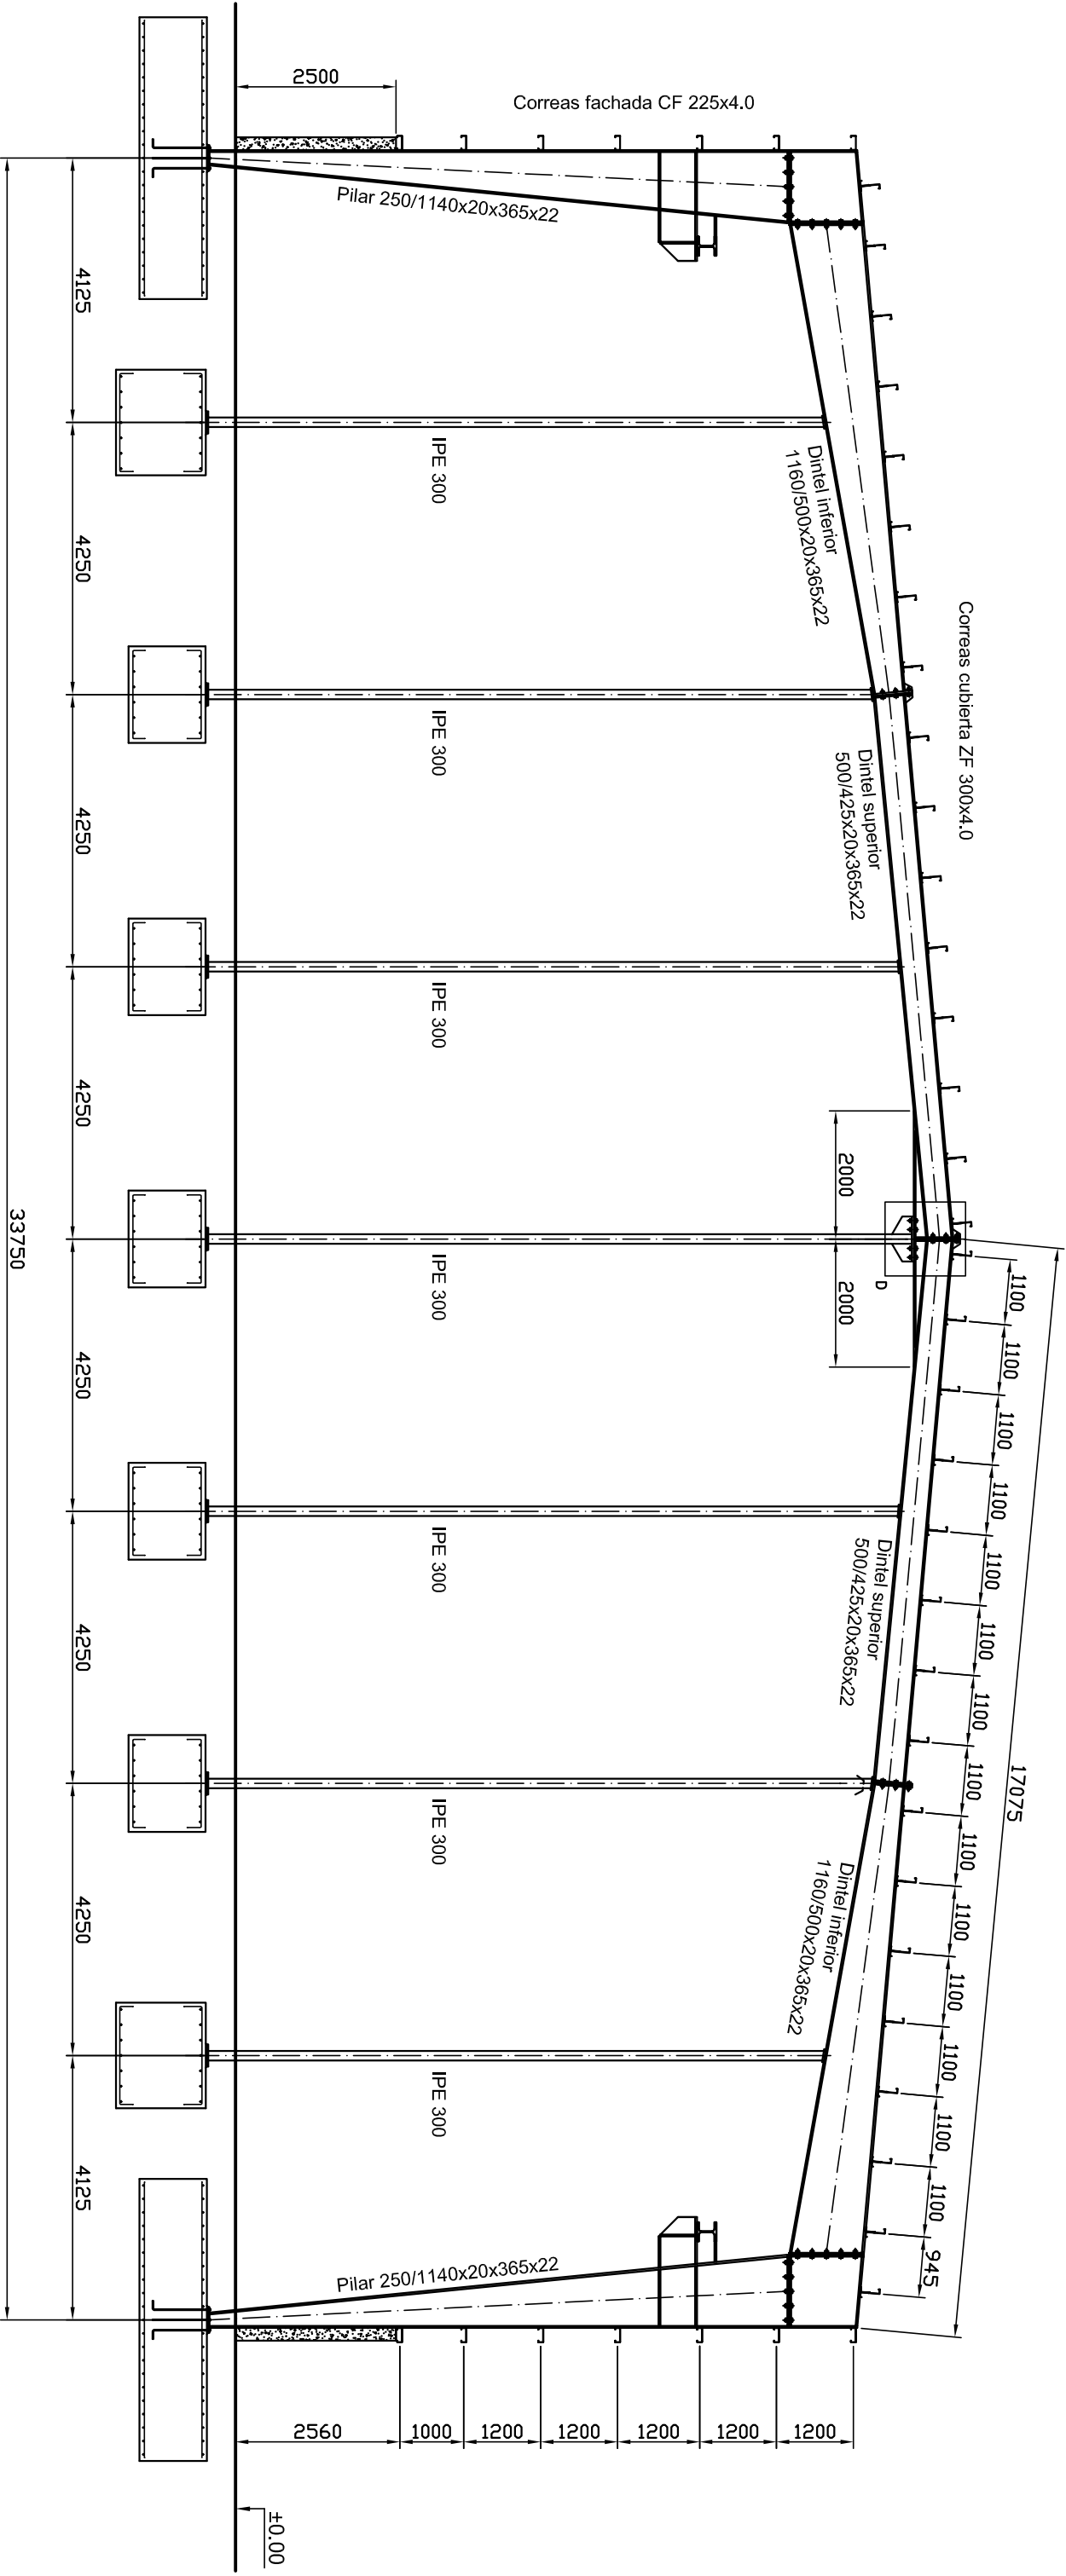 Correas fachada CF 225x4.0
Correas cubierta ZF 300x4.0
17075
1100
1100
1100
1100
1100
1100
1100
1100
1100
1100
1100
1100
1100
1100
945
Dintel inferior
1160/500x20x365x22
Dintel superior
500/425x20x365x22
2000
2000
D
Dintel superior
500/425x20x365x22
Dintel inferior
1160/500x20x365x22
Pilar 250/1140x20x365x22
IPE 300
IPE 300
IPE 300
IPE 300
IPE 300
IPE 300
IPE 300
Pilar 250/1140x20x365x22
2500
1200
1200
1200
1200
1200
1000
2560
±0.00
4125
4250
4250
4250
4250
4250
4250
4125
33750